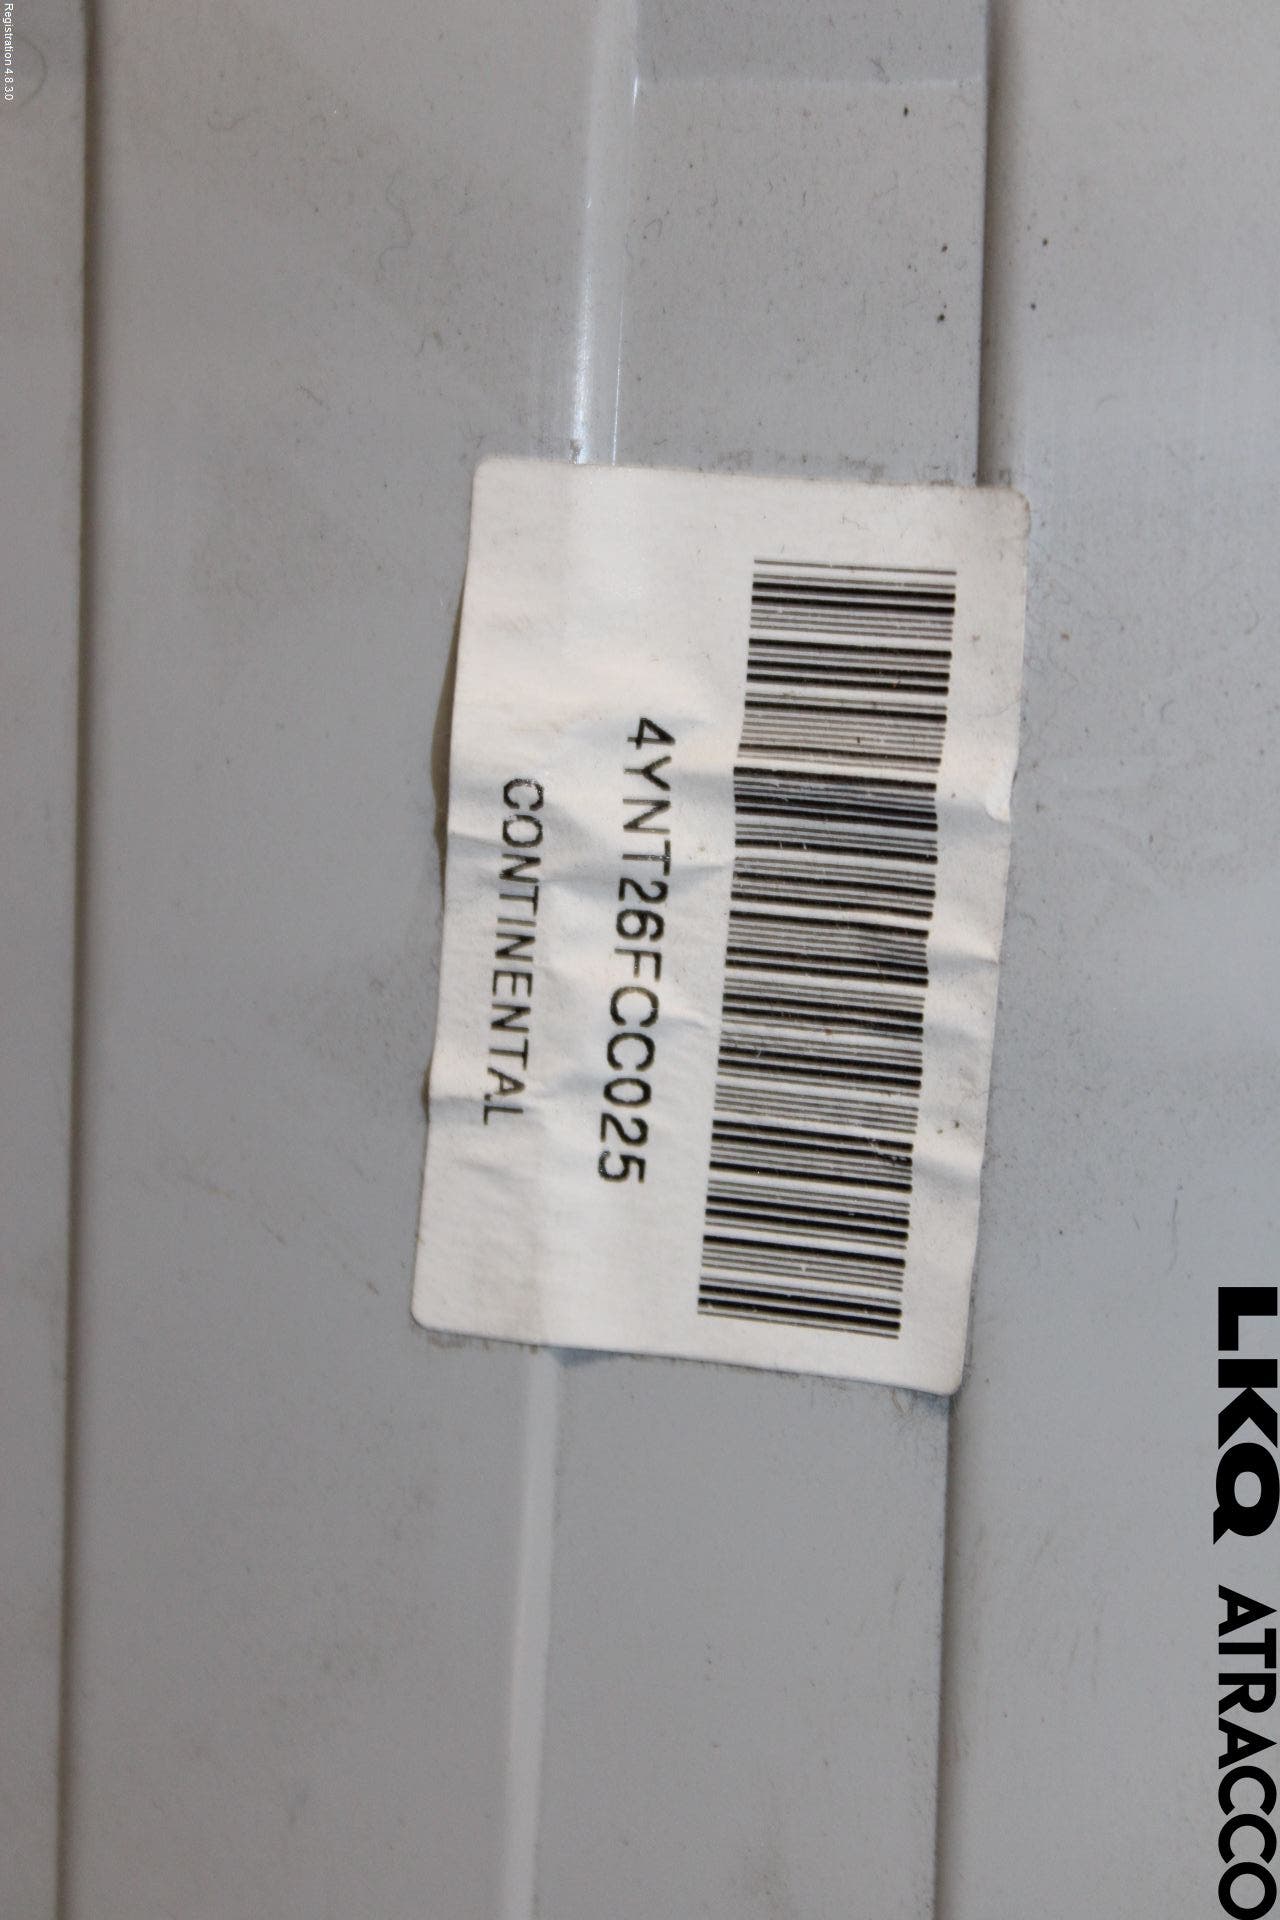 Registration 4.8.3.0
4YNT26FCC025
CONTINENTAL
LKQ ATRACCO